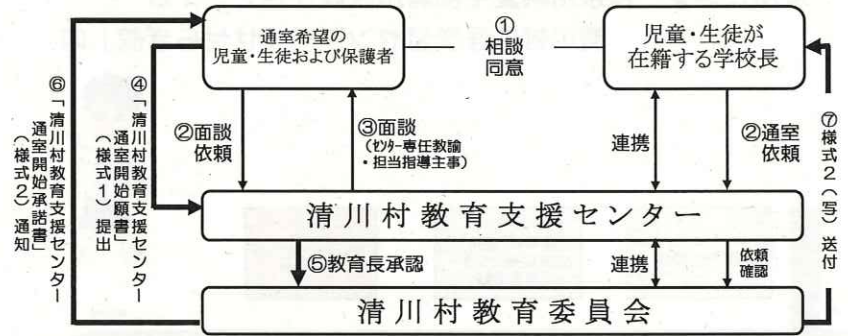 通室希望の
児童・生徒および保護者
①
相談
同意
児童・生徒が
在籍する学校長
⑥「清川村教育支援センター
通室開始承諾書」
（様式2）通知
④「清川村教育支援センター
通室開始願書」
（様式1）提出
②面談
依頼
③面談
（ｾﾝﾀｰ専任教諭
・担当指導主事）
連携
②通室
依頼
⑦様式2（写）送付
清川村教育支援センター
⑤教育長承認
連携
依頼
確認
清川村教育委員会